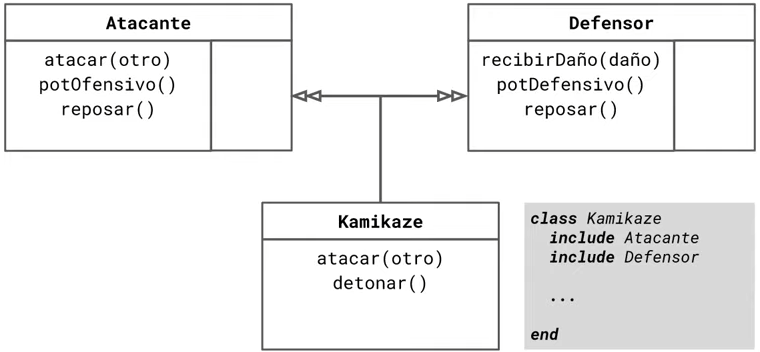 Atacante
atacar(otro)
potOfensivo()
reposar()
Defensor
recibirDaño(daño)
potDefensivo()
reposar()
Kamikaze
atacar(otro)
detonar()
class Kamikaze
include Atacante
include Defensor
...
end